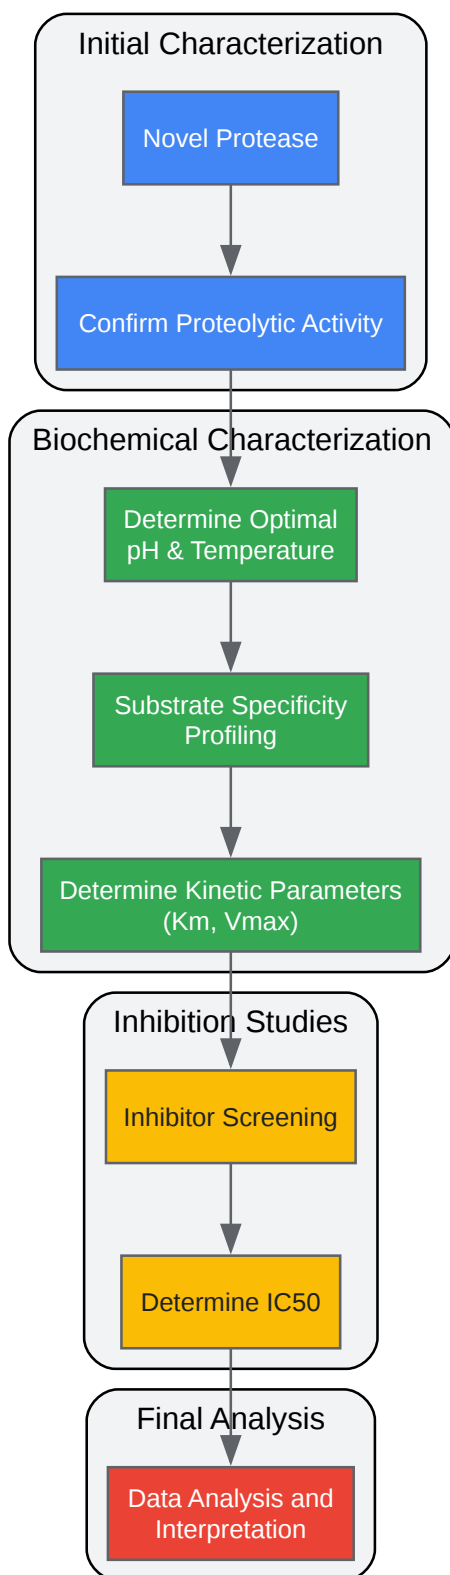 Initial Characterization
Novel Protease
Confirm Proteolytic Activity
Biochemical Characterization
Determine Optimal
pH & Temperature
Substrate Specificity
Profiling
Determine Kinetic Parameters
(Km, Vmax)
Inhibition Studies
Inhibitor Screening
Determine IC50
Final Analysis
Data Analysis and
Interpretation